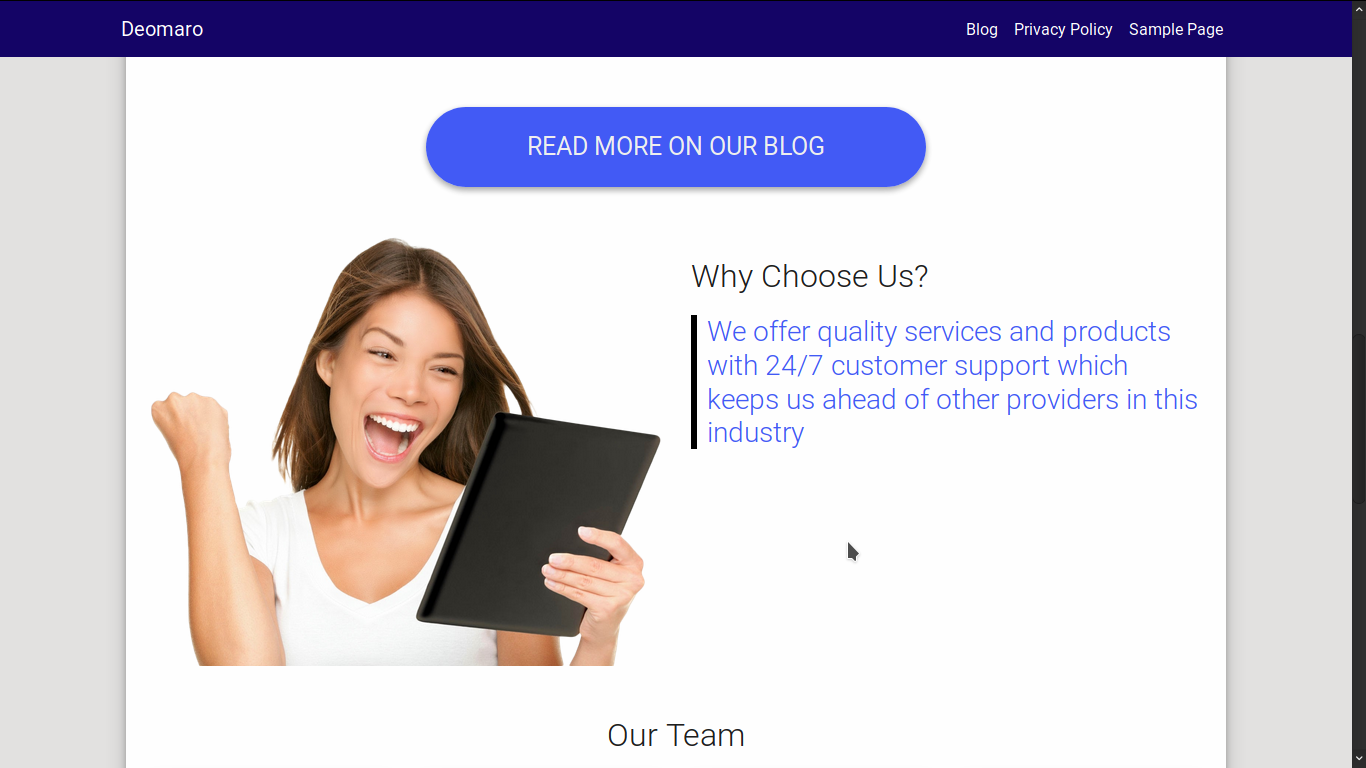 Deomaro
Blog Privacy Policy Sample Page
READ MORE ON OUR BLOG
Why Choose Us?
We offer quality services and products
with 24/7 customer support which
keeps us ahead of other providers in this
industry
Our Team